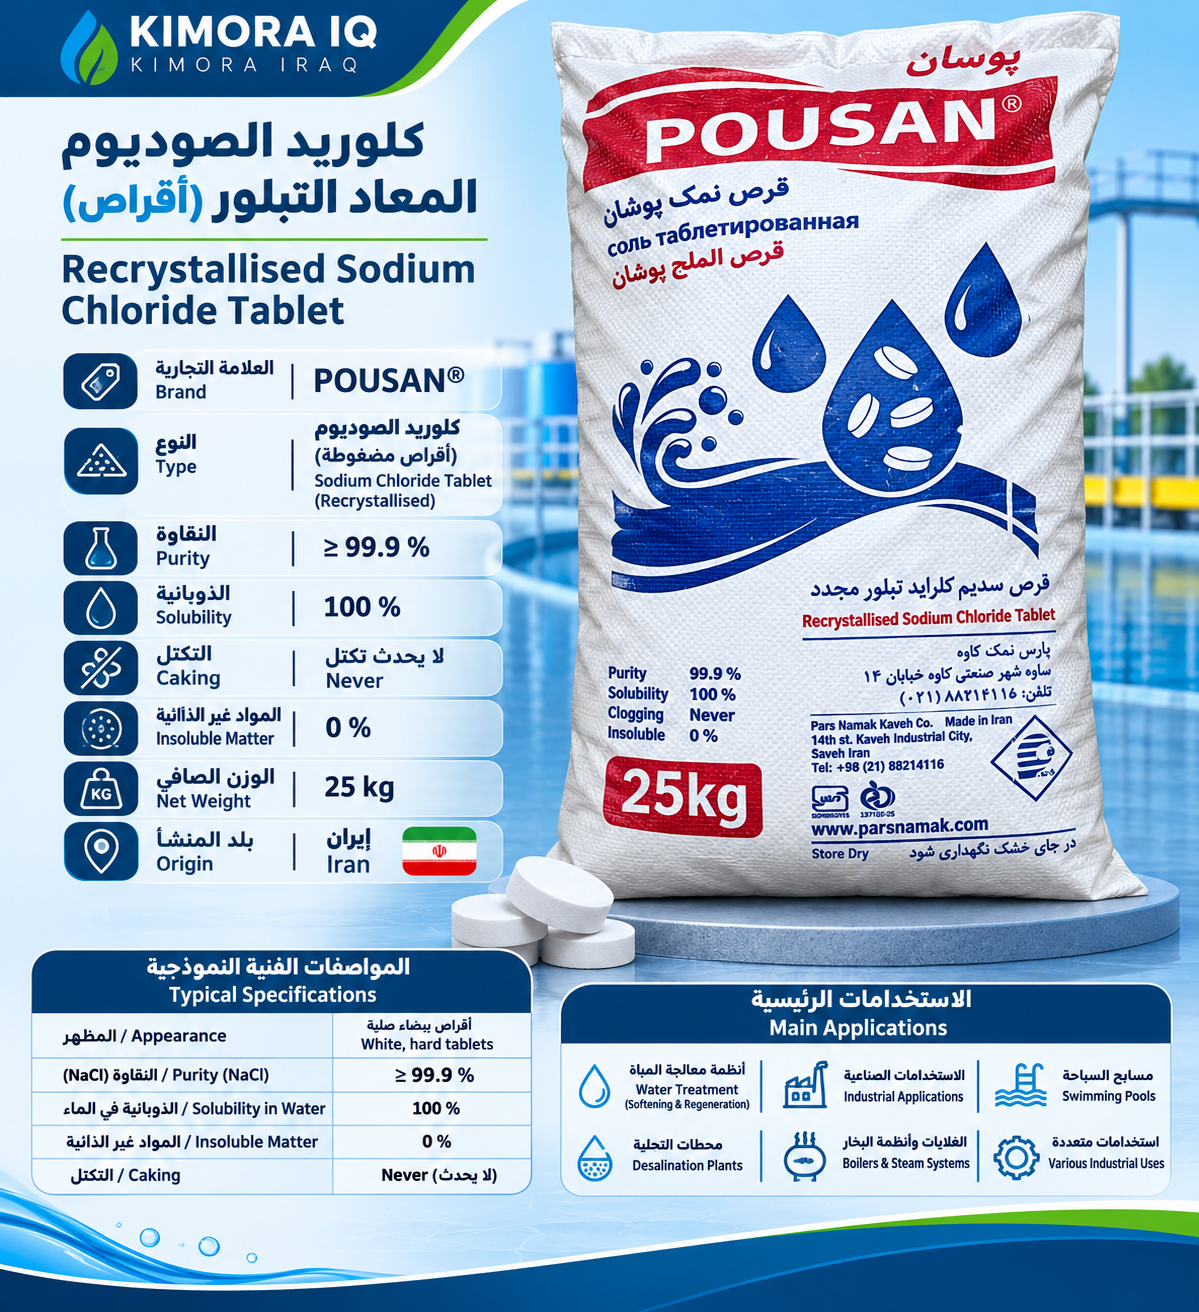 KIMORA IQ
KIMORA IRAQ
كلوريد الصوديوم
المعاد التبلور (أقراص)
Recrystallised Sodium
Chloride Tablet
العلامة التجارية
Brand
POUSAN®
النوع
Type
كلوريد الصوديوم
(أقراص مضغوطة)
Sodium Chloride Tablet
(Recrystallised)
النقاوة
Purity
≥ 99.9 %
الذوبانية
Solubility
100 %
التكتل
Caking
لا يحدث تكتل
Never
المواد غير الذاائية
Insoluble Matter
0 %
KG
الوزن الصافي
Net Weight
25 kg
بلد المنشأ
Origin
إيران
Iran
پوسان
POUSAN®
قرص نمک پوشان
соль таблетированная
قرص الملح پوشان
قرص سدیم کلراید تبلور مجدد
Recrystallised Sodium Chloride Tablet
پارس نمک کاوه
ساوه شهر صنعتی کاوه خیابان ۱۴
تلفن: ۸۸۲۱۴۱۱۶ (۰۲۱)
Purity 99.9 %
Solubility 100 %
Clogging Never
Insoluble 0 %
25kg
Pars Namak Kaveh Co. Made in Iran
14th st. Kaveh Industrial City,
Saveh Iran
Tel: +98 (21) 88214116
www.parsnamak.com
Store Dry در جای خشک نگهداری شود
المواصفات الفنية النموذجية
Typical Specifications
المظهر / Appearance
أقراص بيضاء صلبة
White, hard tablets
النقاوة (NaCl) / Purity (NaCl)
≥ 99.9 %
الذوبانية في الماء / Solubility in Water
100 %
المواد غير الذائبة / Insoluble Matter
0 %
التكتل / Caking
Never (لا يحدث)
الاستخدامات الرئيسية
Main Applications
أنظمة معالجة المياة
Water Treatment
(Softening & Regeneration)
الاستخدامات الصناعية
Industrial Applications
مسابح السباحة
Swimming Pools
محطات التحلية
Desalination Plants
الغلايات وأنظمة البخار
Boilers & Steam Systems
استخدامات متعددة
Various Industrial Uses